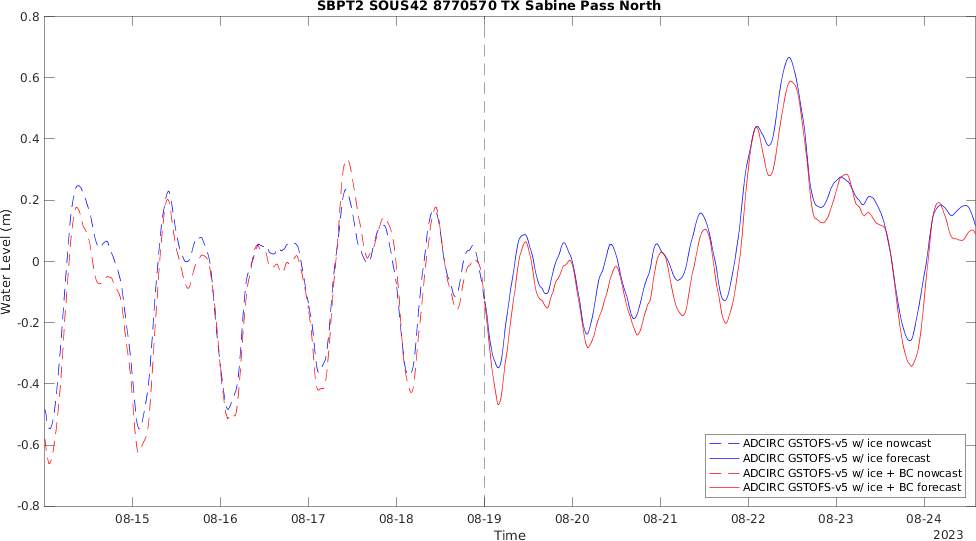 SBPT2 SOUS42 8770570 TX Sabine Pass North
0.8
0.6
0.4
0.2
0
-0.2
-0.4
-0.6
-0.8
Water Level (m)
ADCIRC GSTOFS-v5 w/ ice nowcast
ADCIRC GSTOFS-v5 w/ ice forecast
ADCIRC GSTOFS-v5 w/ ice + BC nowcast
ADCIRC GSTOFS-v5 w/ ice + BC forecast
08-15 08-16 08-17 08-18 08-19 08-20 08-21 08-22 08-23 08-24
Time
2023